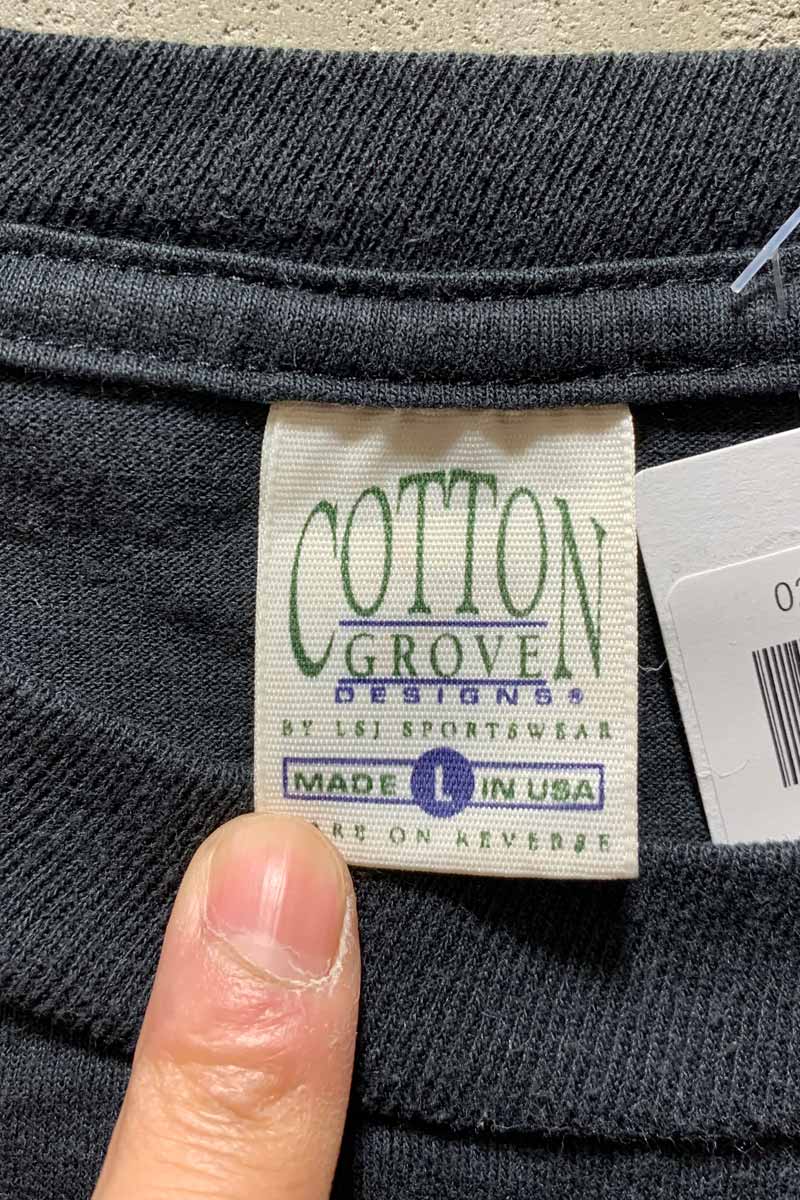 COTTON
GROVE
DESIGNS®
BY LSJ SPORTSWEAR
MADE L IN USA
ON REVERSE